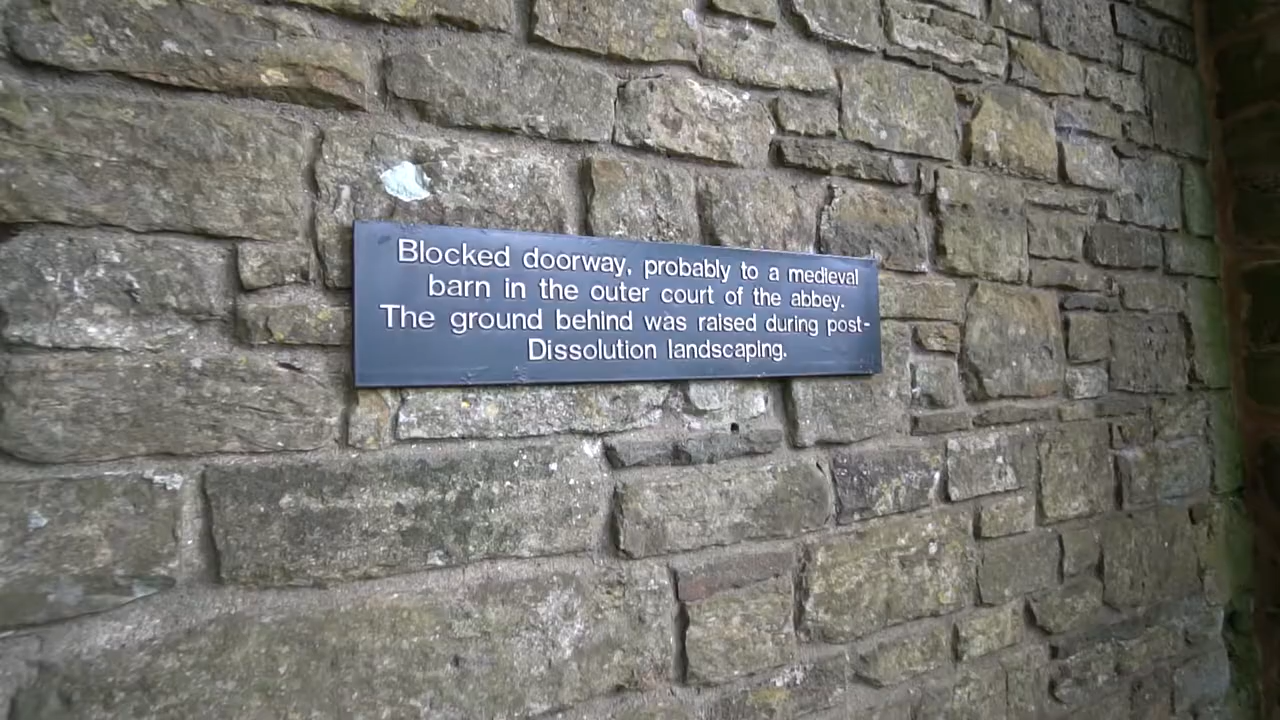 Blocked doorway, probably to a medieval
barn in the outer court of the abbey.
The ground behind was raised during post-
Dissolution landscaping.